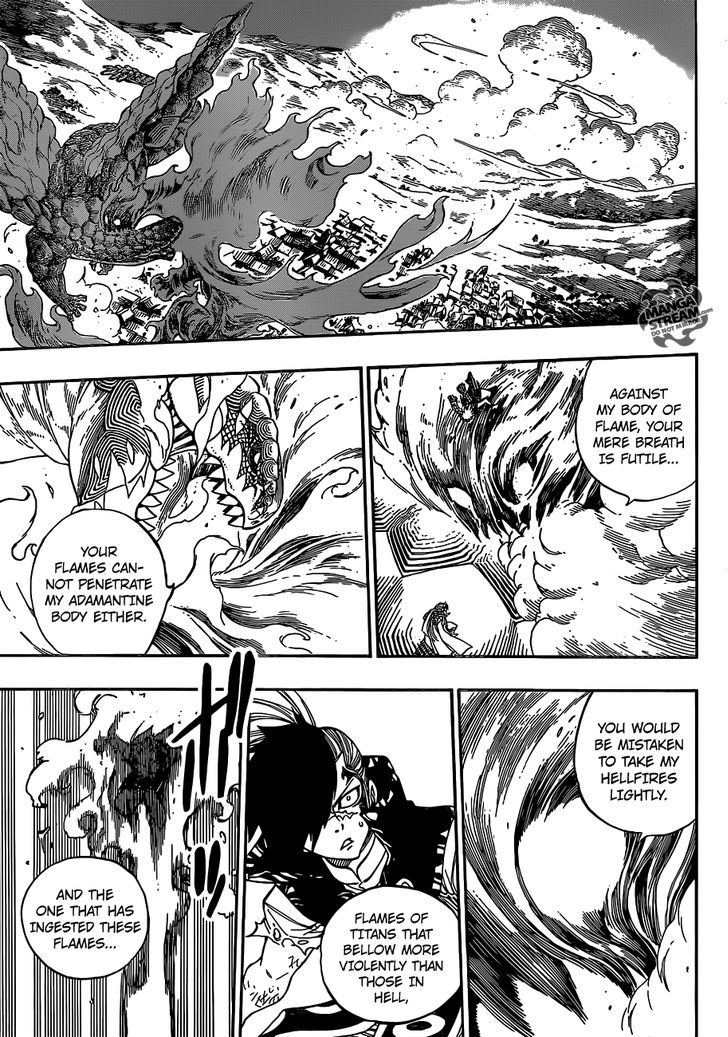 MANGA
STREAM
.com
DO NOT MIRROR
AGAINST
MY BODY OF
FLAME, YOUR
MERE BREATH
IS FUTILE...
YOUR
FLAMES CAN-
NOT PENETRATE
MY ADAMANTINE
BODY EITHER.
YOU WOULD
BE MISTAKEN
TO TAKE MY
HELLFIRES
LIGHTLY.
FLAMES OF
TITANS THAT
BELLOW MORE
VIOLENTLY THAN
THOSE IN
HELL,
AND THE
ONE THAT HAS
INGESTED THESE
FLAMES...